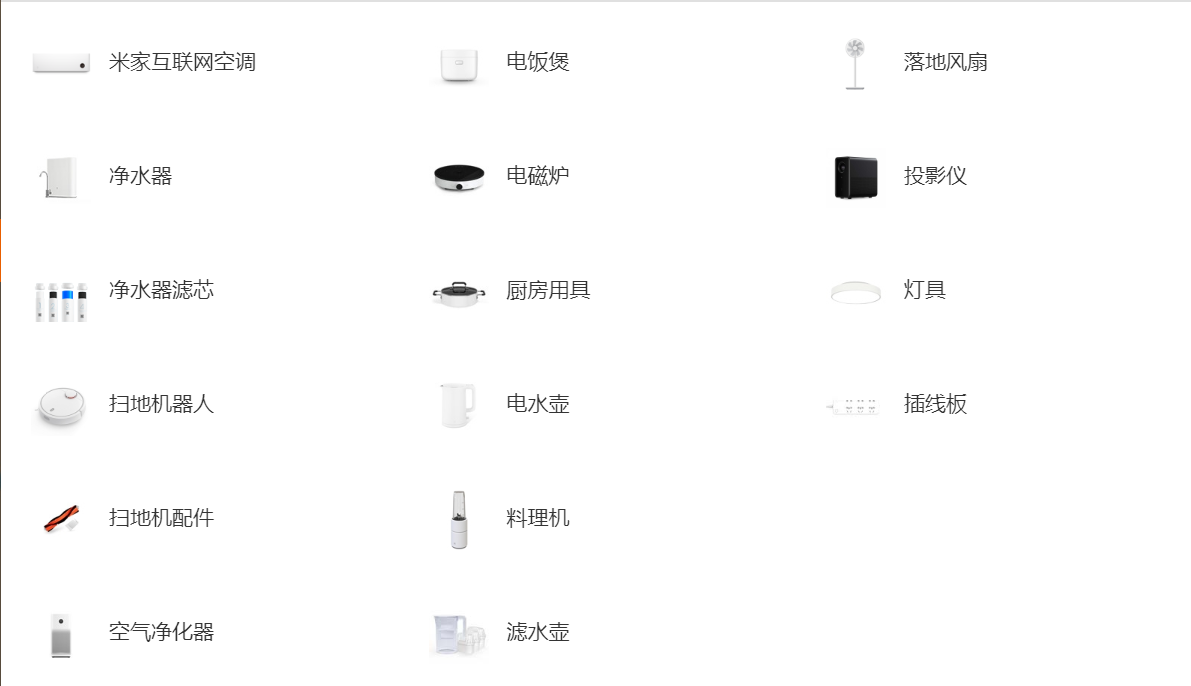 米家互联网空调
电饭煲
落地风扇
净水器
电磁炉
投影仪
净水器滤芯
厨房用具
灯具
扫地机器人
电水壶
插线板
扫地机配件
料理机
空气净化器
滤水壶